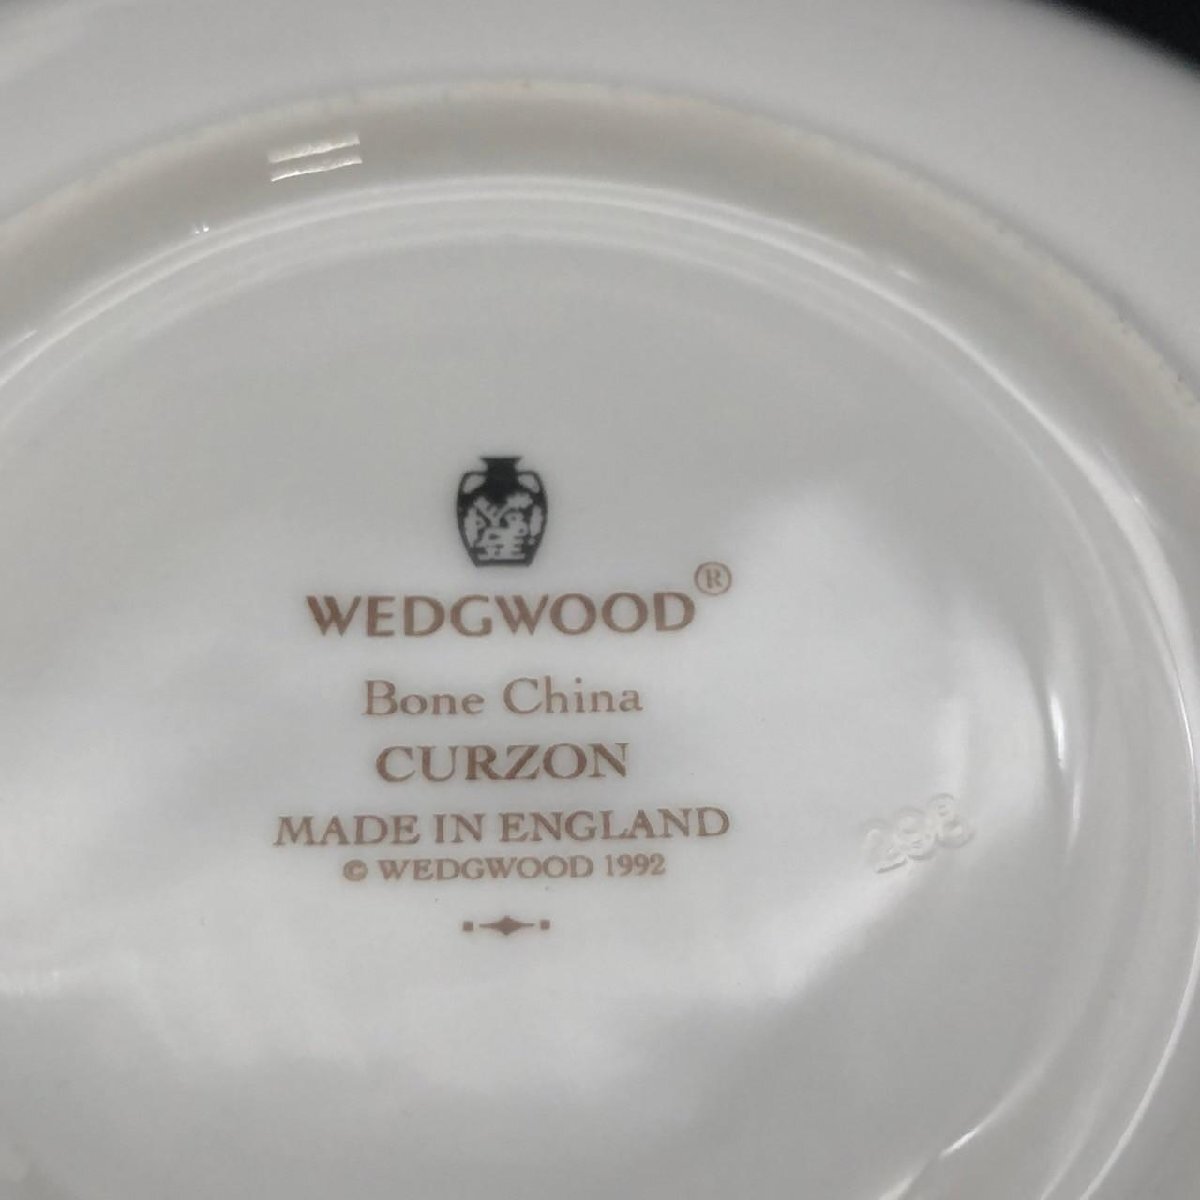 WEDGWOOD®
Bone China
CURZON
MADE IN ENGLAND
© WEDGWOOD 1992